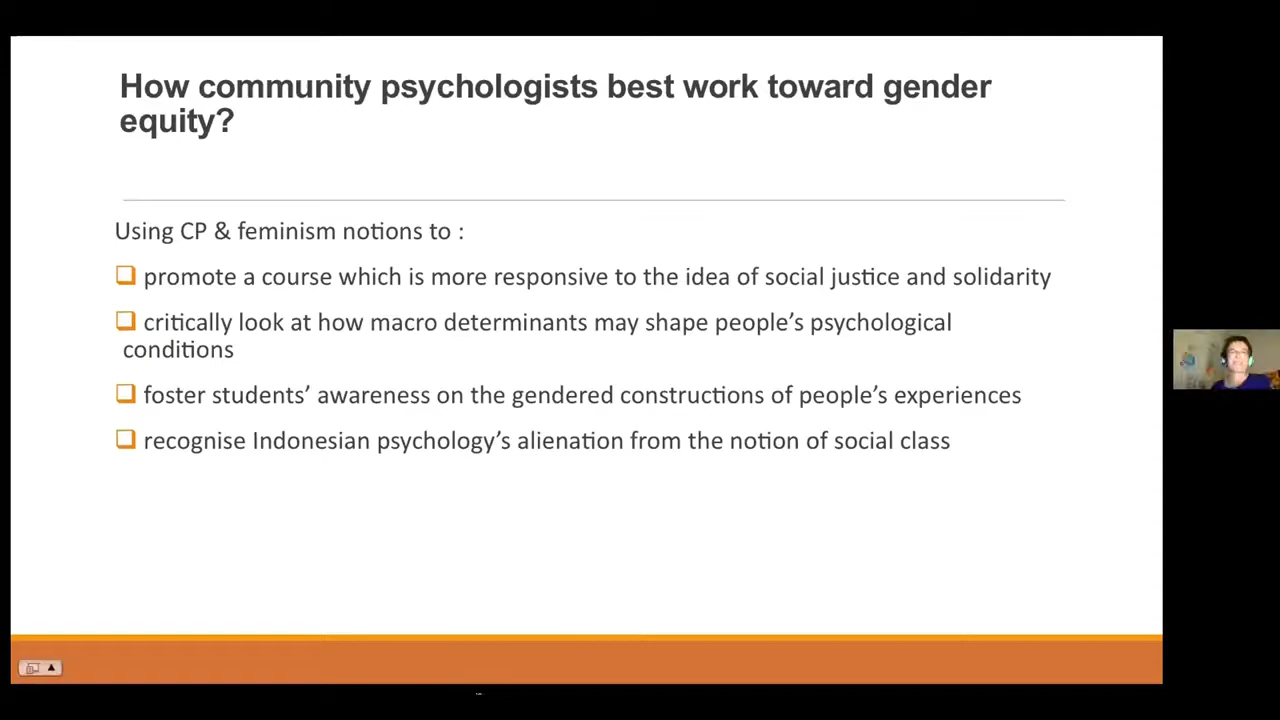 How community psychologists best work toward gender
equity?
Using CP & feminism notions to :
promote a course which is more responsive to the idea of social justice and solidarity
critically look at how macro determinants may shape people’s psychological
conditions
foster students’ awareness on the gendered constructions of people’s experiences
recognise Indonesian psychology’s alienation from the notion of social class